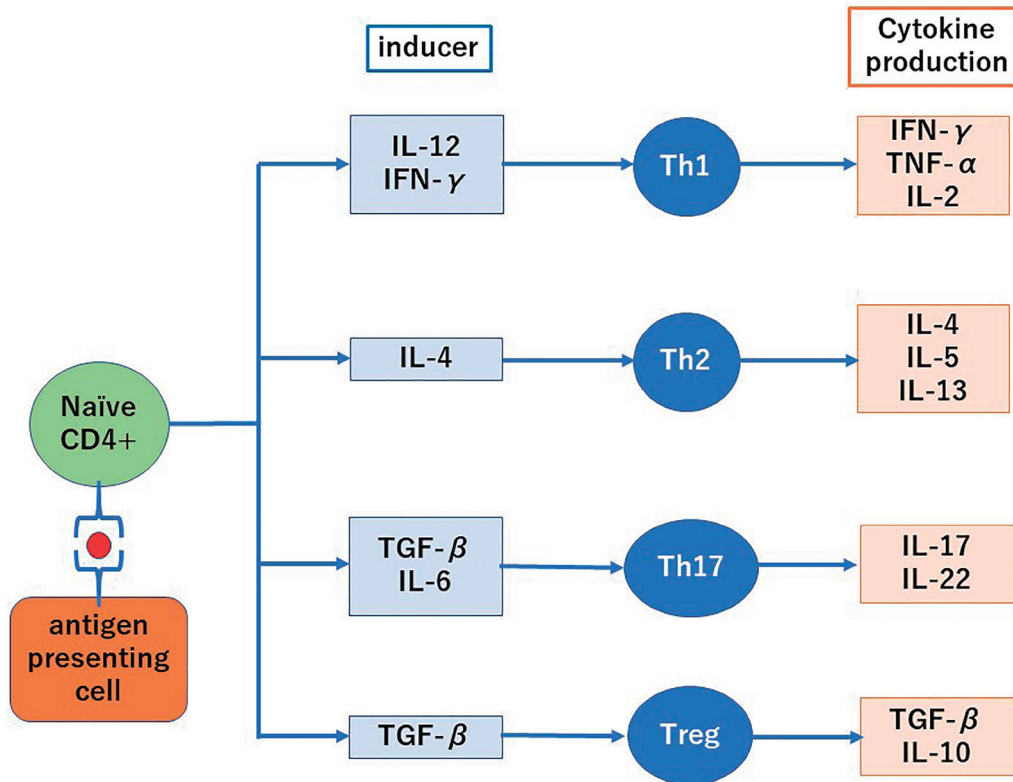 inducer
Cytokine
production
IL-12
IFN-γ
Th1
IFN-γ
TNF-α
IL-2
IL-4
Th2
IL-4
IL-5
IL-13
Naïve
CD4+
TGF-β
IL-6
Th17
IL-17
IL-22
antigen
presenting
cell
TGF-β
Treg
TGF-β
IL-10